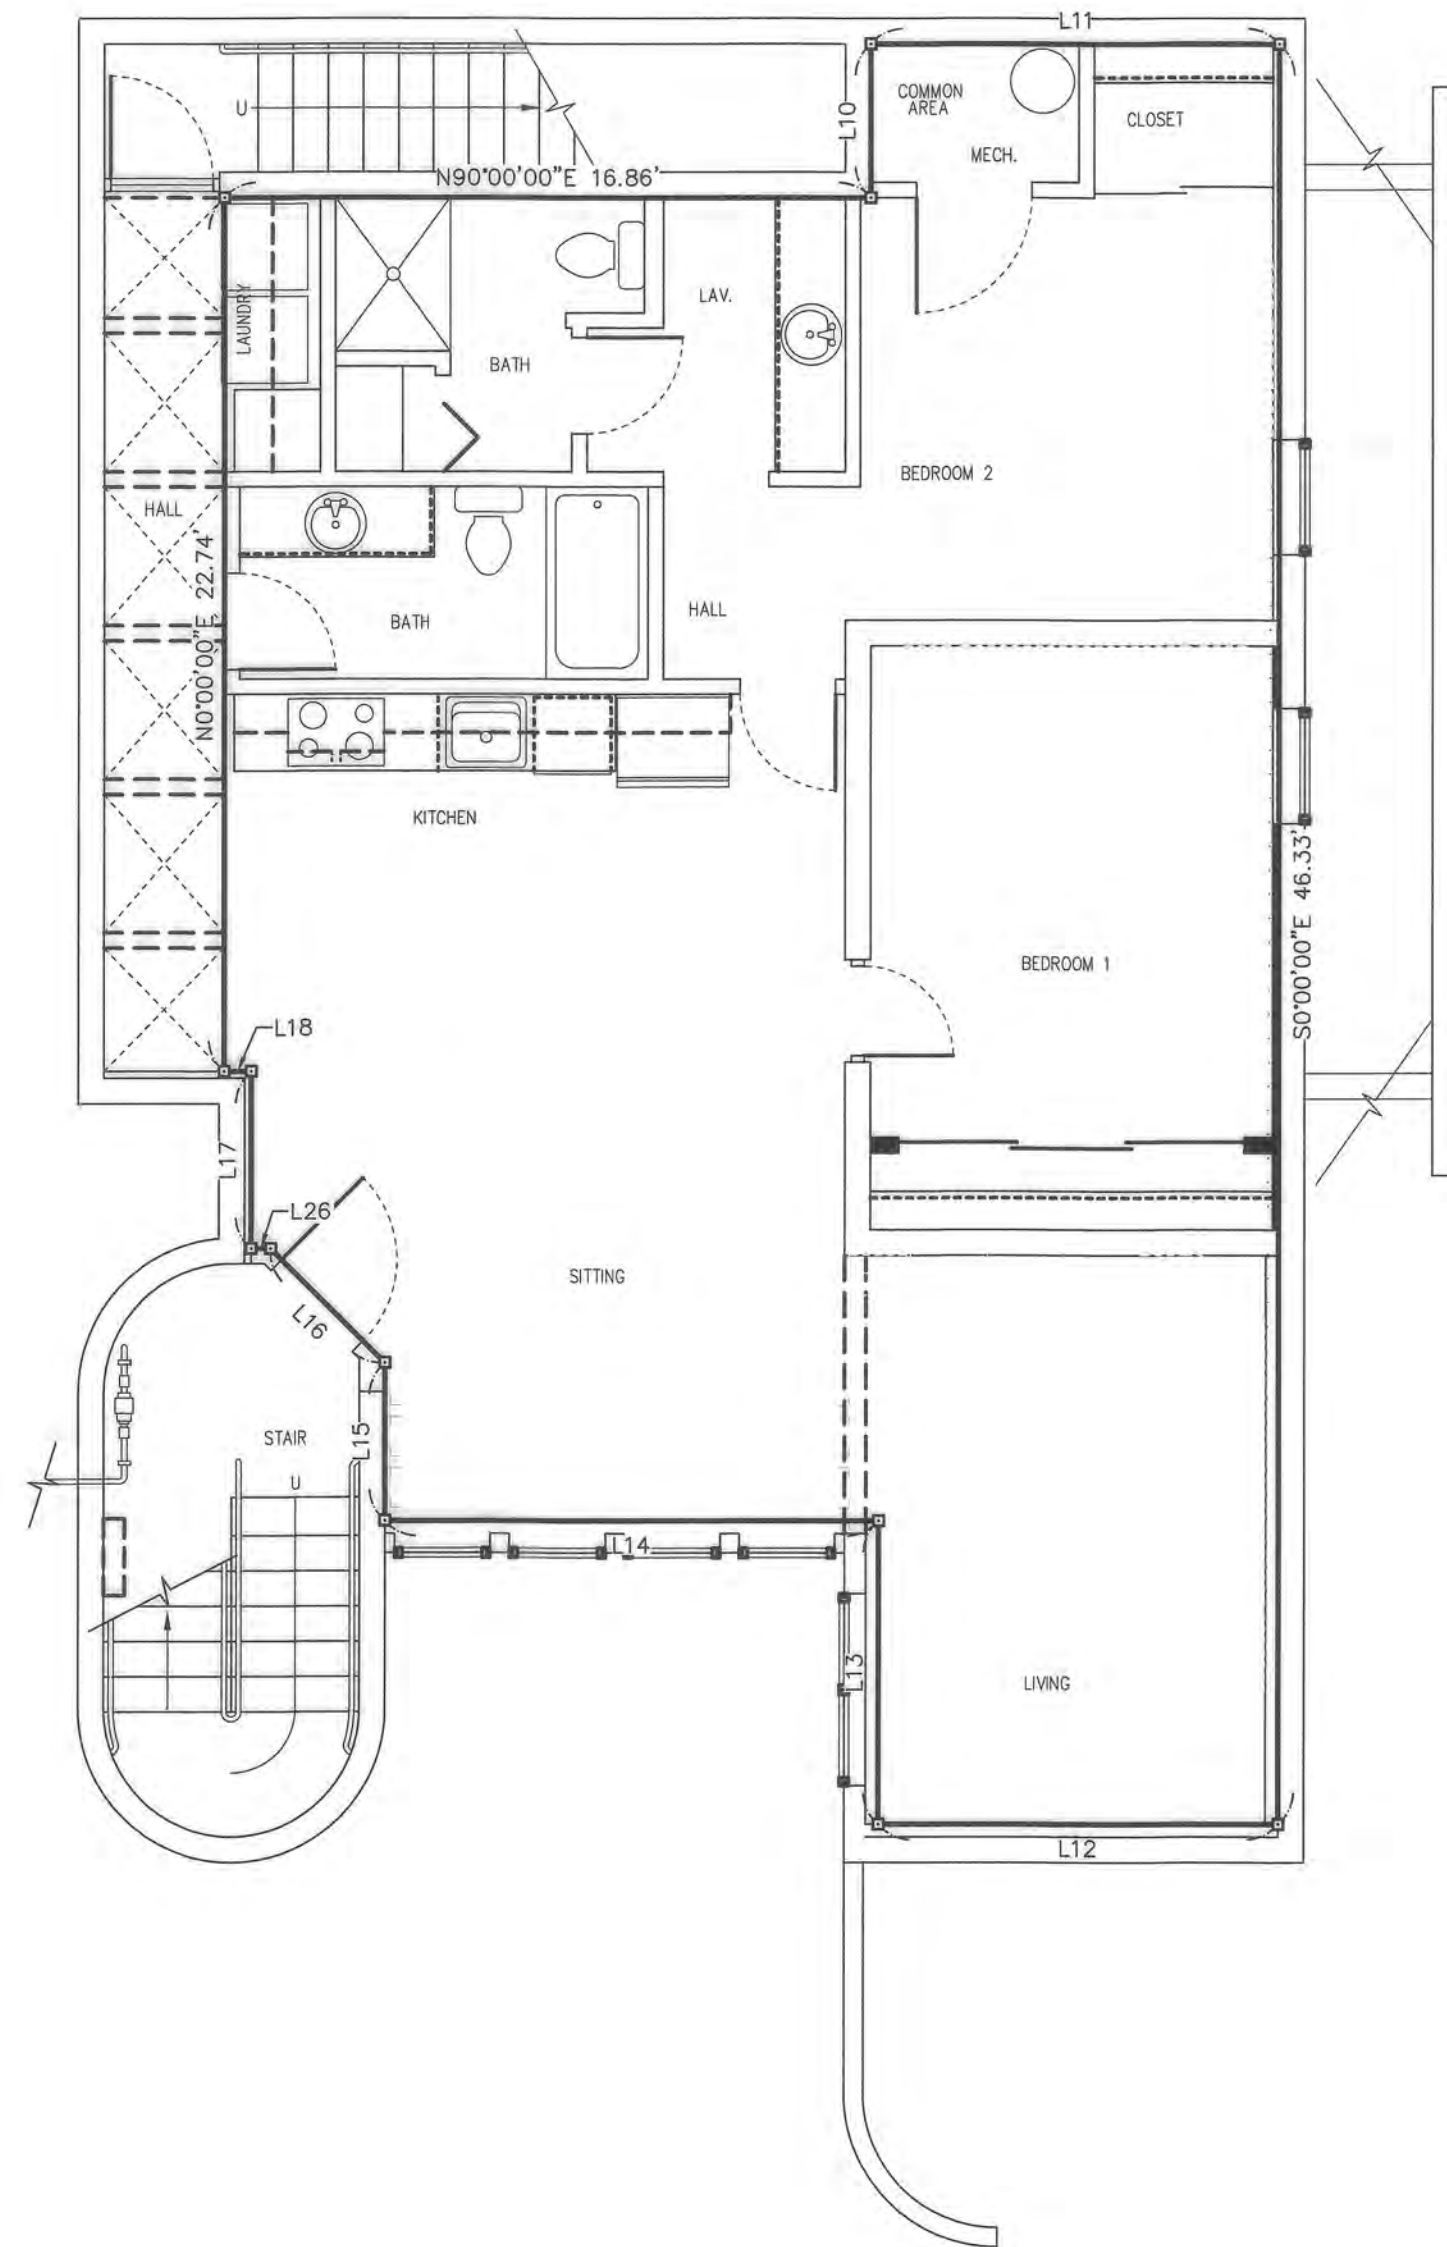 L11
COMMON
AREA
CLOSET
U
L10
MECH.
N90°00'00"E 16.86'
LAUNDRY
LAV.
BATH
BEDROOM 2
HALL
N0°00'00"E 22.74'
BATH
HALL
KITCHEN
S0°00'00"E 46.33'
BEDROOM 1
L18
L17
L26
SITTING
L16
STAIR
L15
U
L14
L13
LIVING
L12